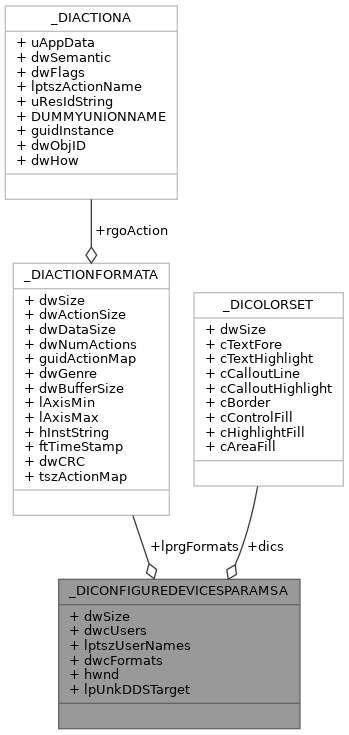 _DIACTIONA
+ uAppData
+ dwSemantic
+ dwFlags
+ lptszActionName
+ uResIdString
+ DUMMYUNIONNAME
+ guidInstance
+ dwObjID
+ dwHow
+rgoAction
_DIACTIONFORMATA
+ dwSize
+ dwActionSize
+ dwDataSize
+ dwNumActions
+ guidActionMap
+ dwGenre
+ dwBufferSize
+ lAxisMin
+ lAxisMax
+ hInstString
+ ftTimeStamp
+ dwCRC
+ tszActionMap
_DICOLORSET
+ dwSize
+ cTextFore
+ cTextHighlight
+ cCalloutLine
+ cCalloutHighlight
+ cBorder
+ cControlFill
+ cHighlightFill
+ cAreaFill
+lprgFormats
+dics
_DICONFIGUREDEVICESPARAMSA
+ dwSize
+ dwcUsers
+ lptszUserNames
+ dwcFormats
+ hwnd
+ lpUnkDDSTarget